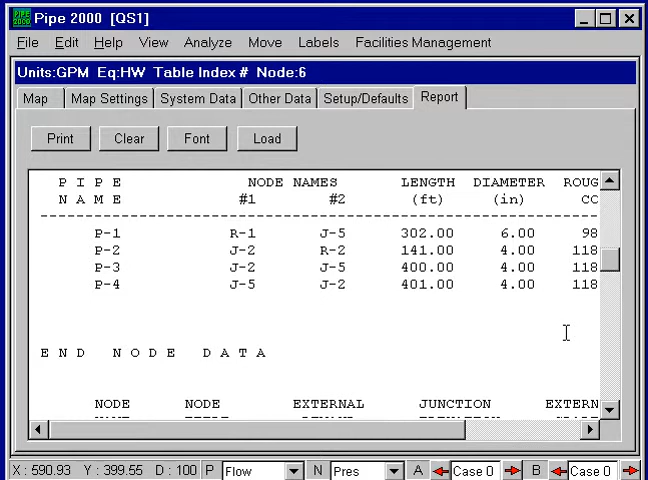 PIPE 2000 Pipe 2000 [QS1]
File Edit Help View Analyze Move Labels Facilities Management
Units:GPM Eq:HW Table Index # Node:6
Map Map Settings System Data Other Data Setup/Defaults Report
Print Clear Font Load
P I P E NODE NAMES LENGTH DIAMETER ROUG
N A M E #1 #2 (ft) (in) CO
P-1 R-1 J-5 302.00 6.00 98
P-2 J-2 R-2 141.00 4.00 118
P-3 J-2 J-5 400.00 4.00 118
P-4 J-5 J-2 401.00 4.00 118
E N D N O D E D A T A
NODE NODE EXTERNAL JUNCTION EXTERN
X : 590.93 Y : 399.55 D : 100 P Flow N Pres A Case 0 B Case 0